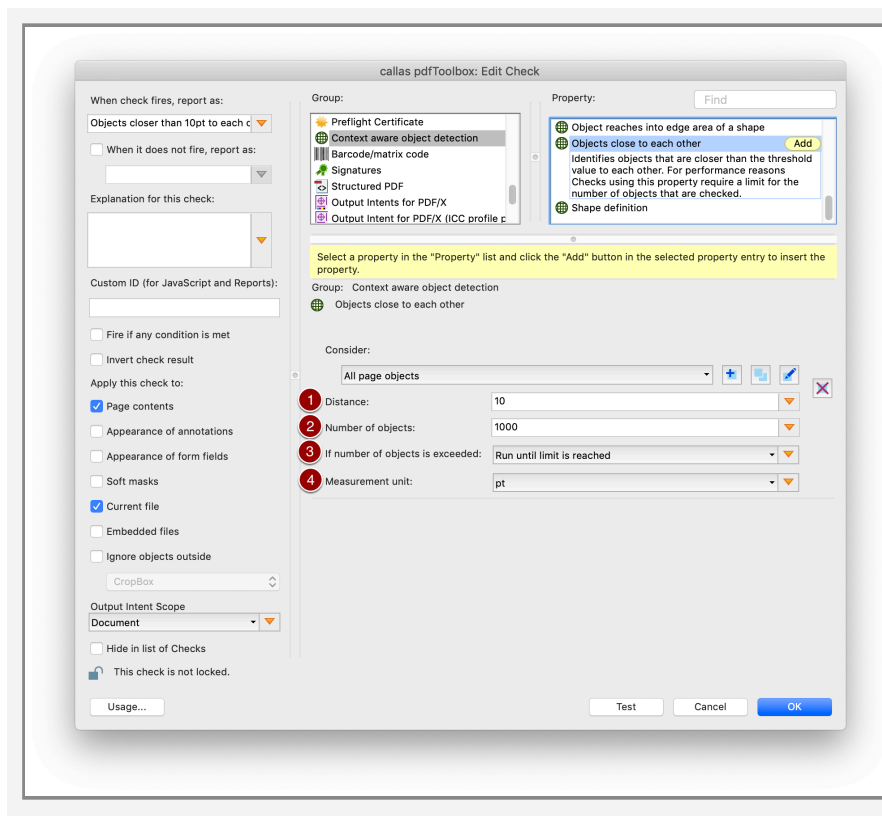 callas pdfToolbox: Edit Check
When check fires, report as:
Objects closer than 10pt to each
When it does not fire, report as:
Explanation for this check:
Custom ID (for JavaScript and Reports):
Fire if any condition is met
Invert check result
Apply this check to:
Page contents
Appearance of annotations
Appearance of form fields
Soft masks
Current file
Embedded files
Ignore objects outside
CropBox
Output Intent Scope
Document
Hide in list of Checks
This check is not locked.
Usage...
Group:
Preflight Certificate
Context aware object detection
Barcode/matrix code
Signatures
Structured PDF
Output Intents for PDF/X
Output Intent for PDF/X (ICC profile p
Property:
Find
Object reaches into edge area of a shape
Objects close to each other
Add
Identifies objects that are closer than the threshold
value to each other. For performance reasons
Checks using this property require a limit for the
number of objects that are checked.
Shape definition
Select a property in the "Property" list and click the "Add" button in the selected property entry to insert the
property.
Group: Context aware object detection
Objects close to each other
Consider:
All page objects
1 Distance: 10
2 Number of objects: 1000
3 If number of objects is exceeded: Run until limit is reached
4 Measurement unit: pt
Test
Cancel
OK